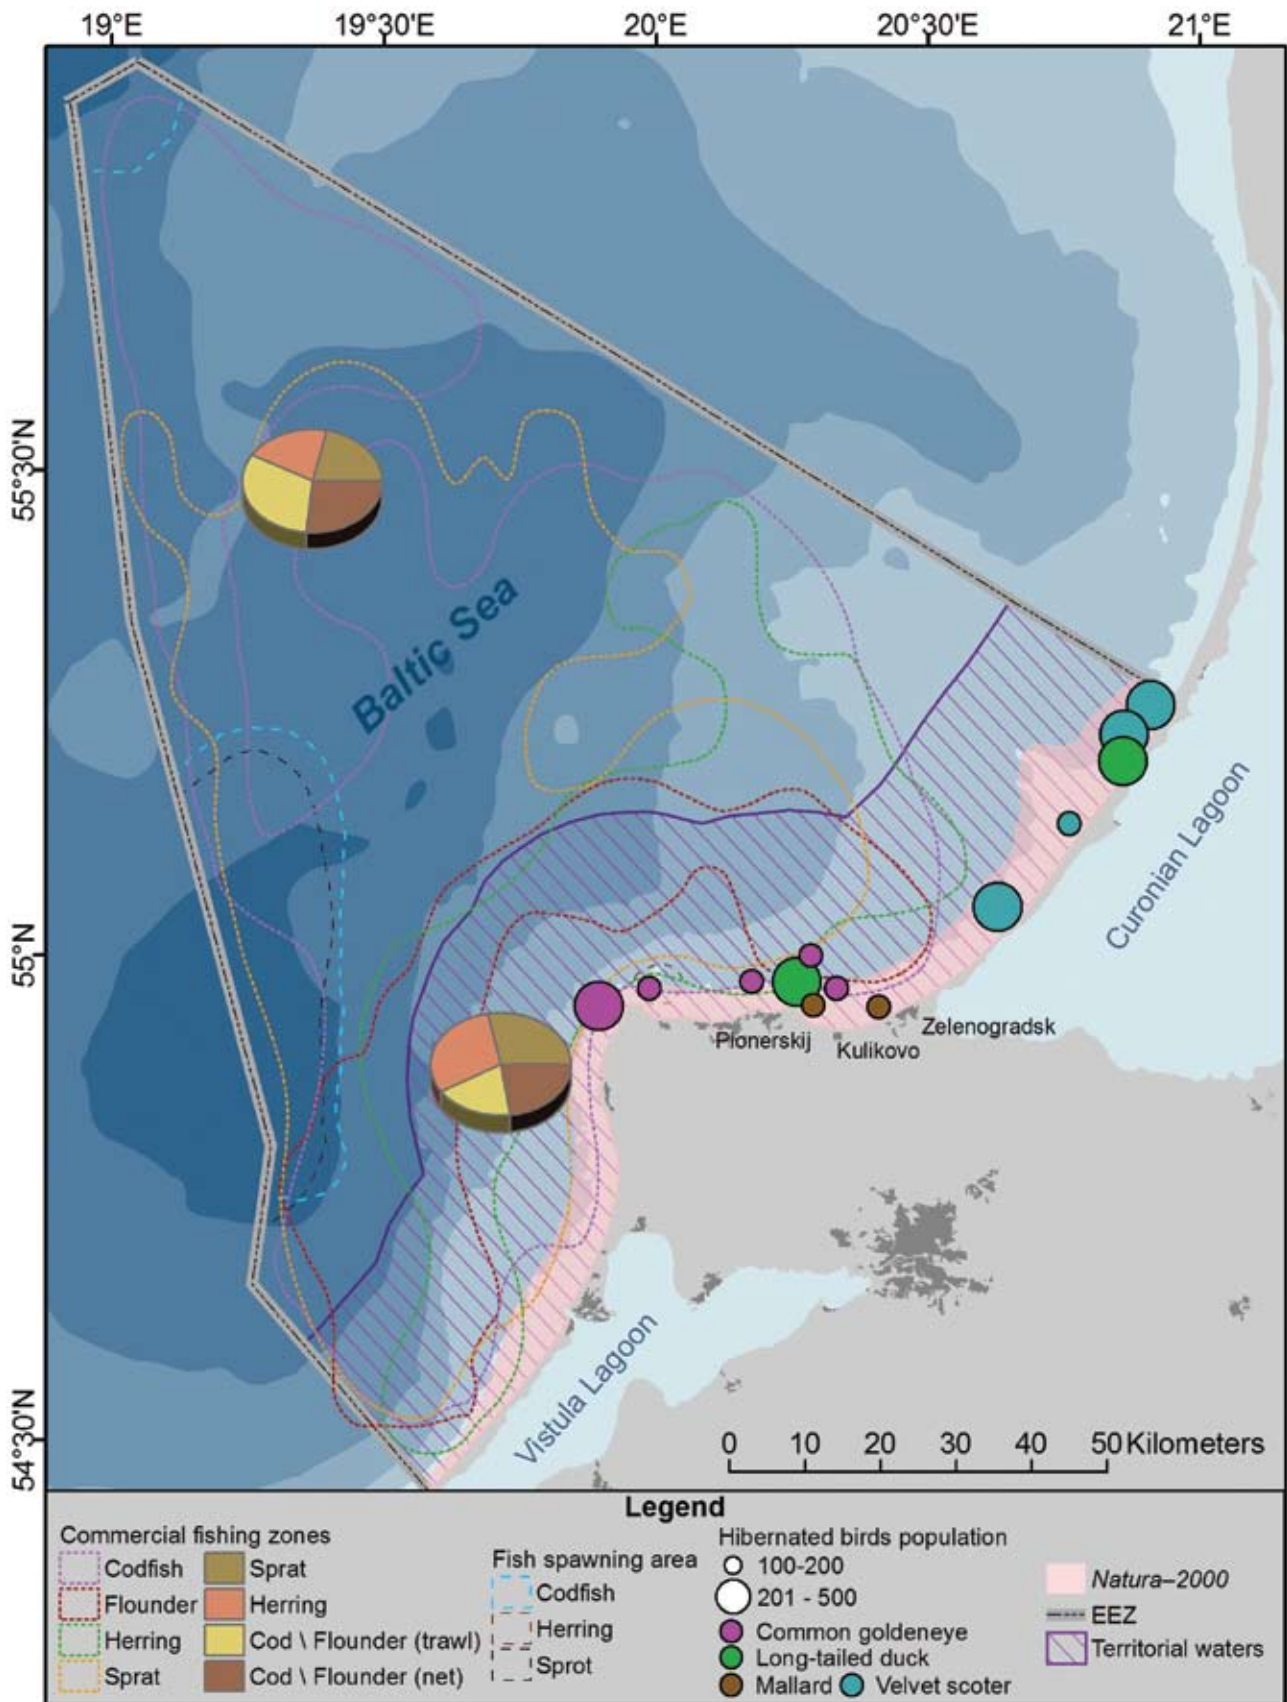 19°E 19°30'E 20°E 20°30'E 21°E
55°30'N
Baltic Sea
55°N
Curonian Lagoon
Pionerskij
Kulikovo
Zelenogradsk
Vistula Lagoon
54°30'N
0 10 20 30 40 50 Kilometers
Legend
Commercial fishing zones
Codfish
Flounder
Herring
Sprat
Sprat
Herring
Cod \ Flounder (trawl)
Cod \ Flounder (net)
Fish spawning area
Codfish
Herring
Sprot
Hibernated birds population
100-200
201 - 500
Common goldeneye
Long-tailed duck
Mallard
Velvet scoter
Natura–2000
EEZ
Territorial waters